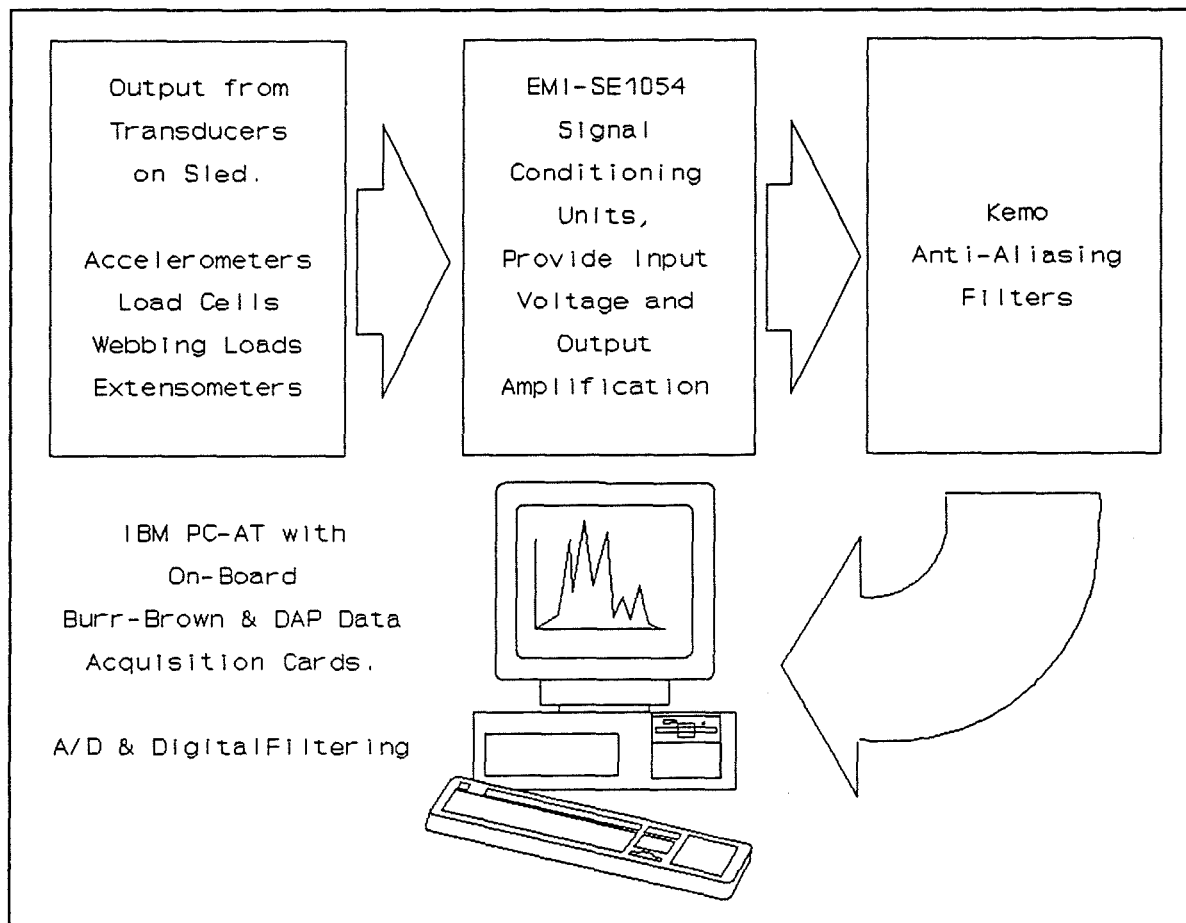 Output from
Transducers
on Sled.
Accelerometers
Load Cells
Webbing Loads
Extensometers
EMI-SE1054
Signal
Conditioning
Units,
Provide Input
Voltage and
Output
Amplification
Kemo
Anti-Aliasing
Filters
IBM PC-AT with
On-Board
Burr-Brown & DAP Data
Acquisition Cards.
A/D & DigitalFiltering